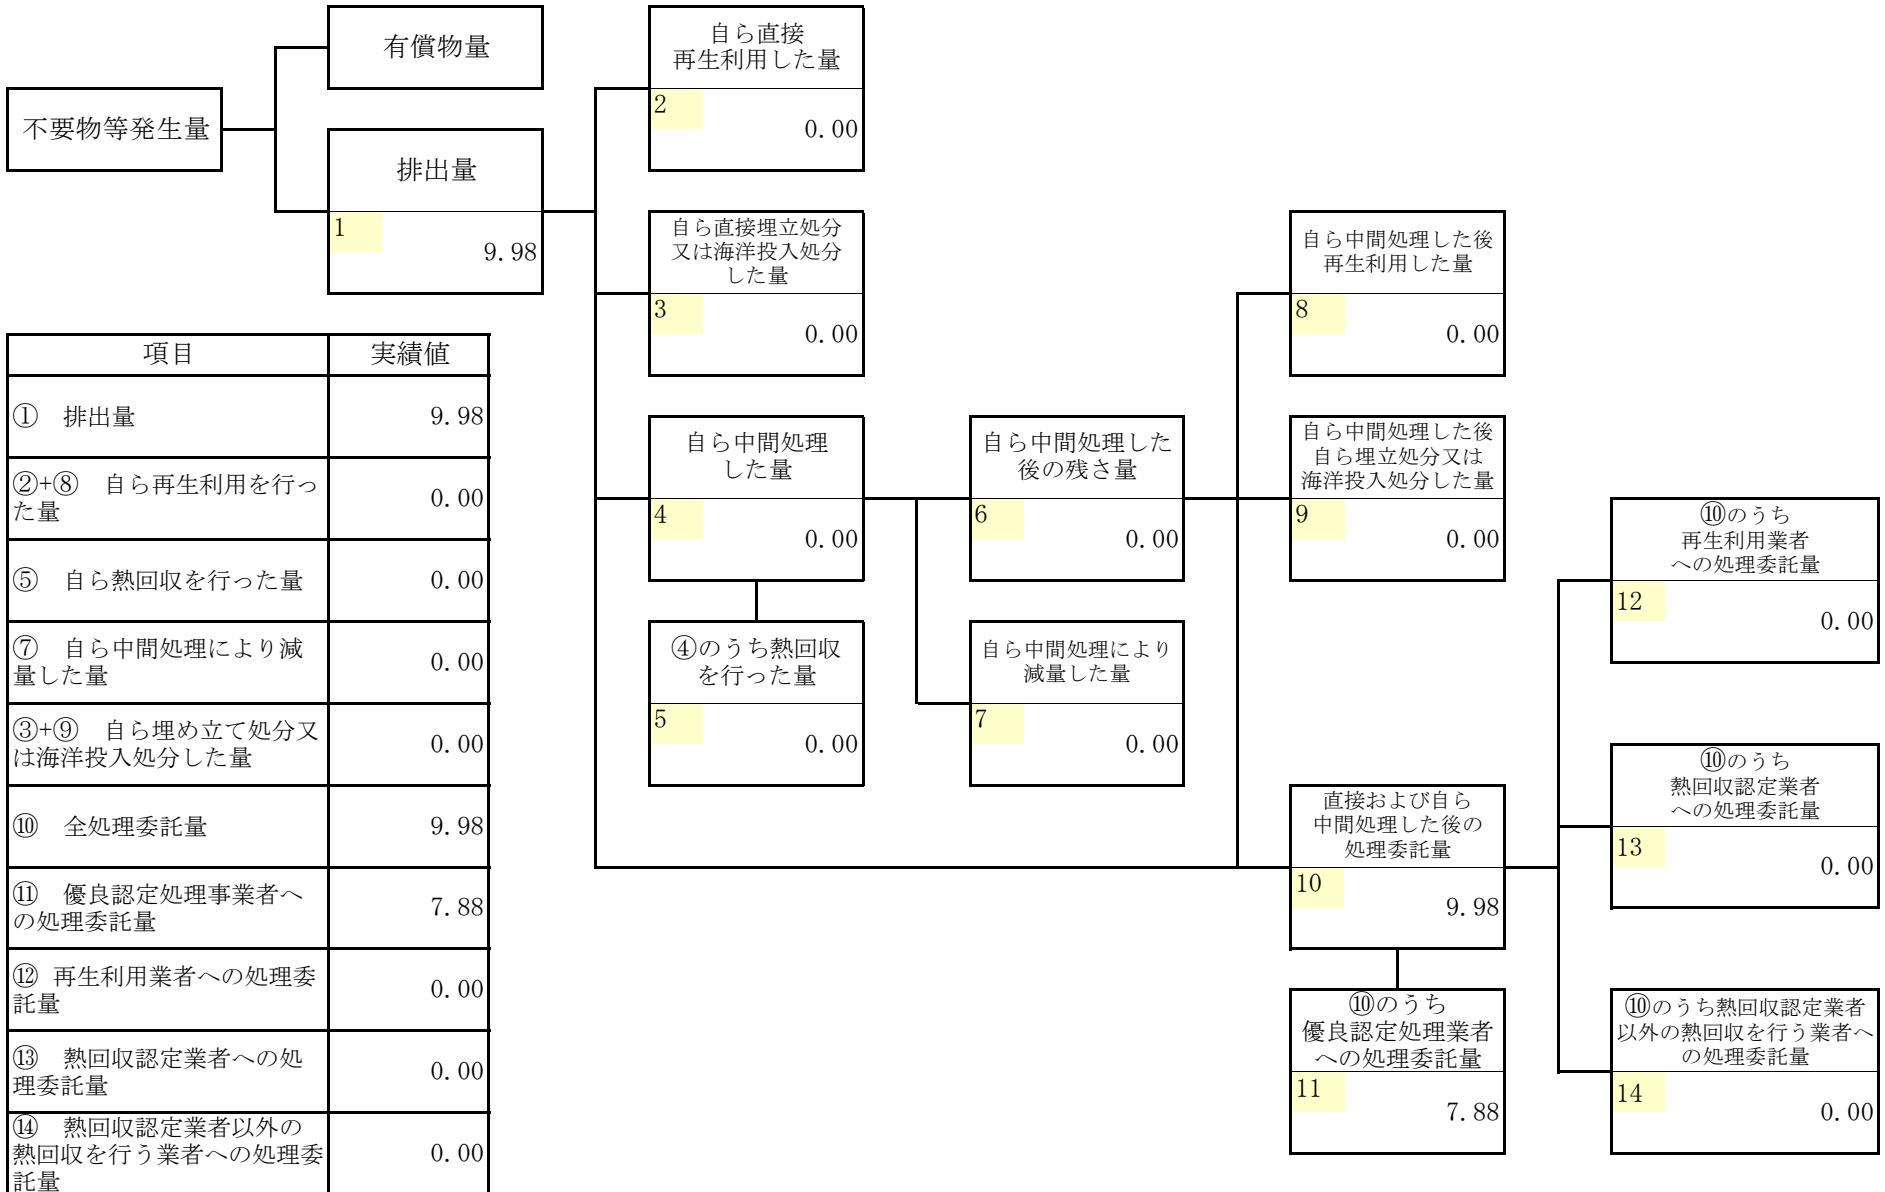 不要物等発生量
有償物量
排出量
1
9.98
自ら直接
再生利用した量
2
0.00
自ら直接埋立処分
又は海洋投入処分
した量
3
0.00
自ら中間処理
した量
4
0.00
④のうち熱回収
を行った量
5
0.00
自ら中間処理した
後の残さ量
6
0.00
自ら中間処理により
減量した量
7
0.00
自ら中間処理した後
再生利用した量
8
0.00
自ら中間処理した後
自ら埋立処分又は
海洋投入処分した量
9
0.00
直接および自ら
中間処理した後の
処理委託量
10
9.98
⑩のうち
優良認定処理業者
への処理委託量
11
7.88
⑩のうち
再生利用業者
への処理委託量
12
0.00
⑩のうち
熱回収認定業者
への処理委託量
13
0.00
⑩のうち熱回収認定業者
以外の熱回収を行う業者へ
の処理委託量
14
0.00
項目 実績値
① 排出量 9.98
②+⑧ 自ら再生利用を行っ
た量 0.00
⑤ 自ら熱回収を行った量 0.00
⑦ 自ら中間処理により減
量した量 0.00
③+⑨ 自ら埋め立て処分又
は海洋投入処分した量 0.00
⑩ 全処理委託量 9.98
⑪ 優良認定処理事業者へ
の処理委託量 7.88
⑫ 再生利用業者への処理委
託量 0.00
⑬ 熱回収認定業者への処
理委託量 0.00
⑭ 熱回収認定業者以外の
熱回収を行う業者への処理委
託量 0.00